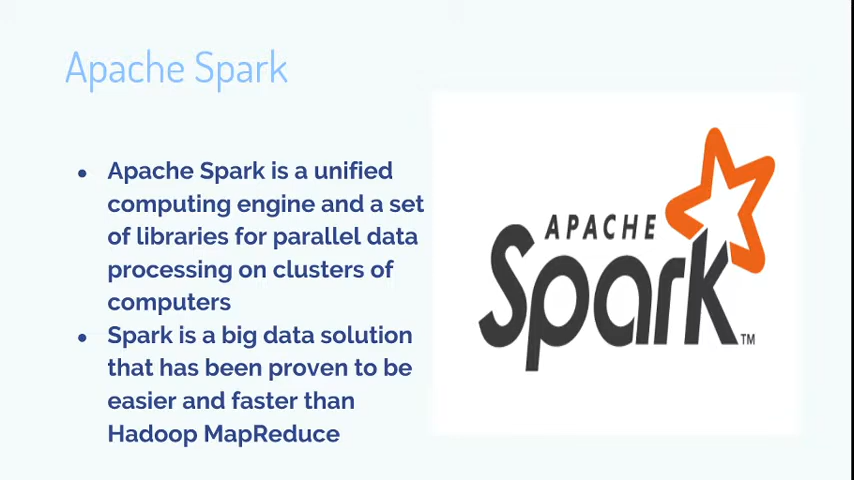 Apache Spark
• Apache Spark is a unified
computing engine and a set
of libraries for parallel data
processing on clusters of
computers
• Spark is a big data solution
that has been proven to be
easier and faster than
Hadoop MapReduce
APACHE
Spark™